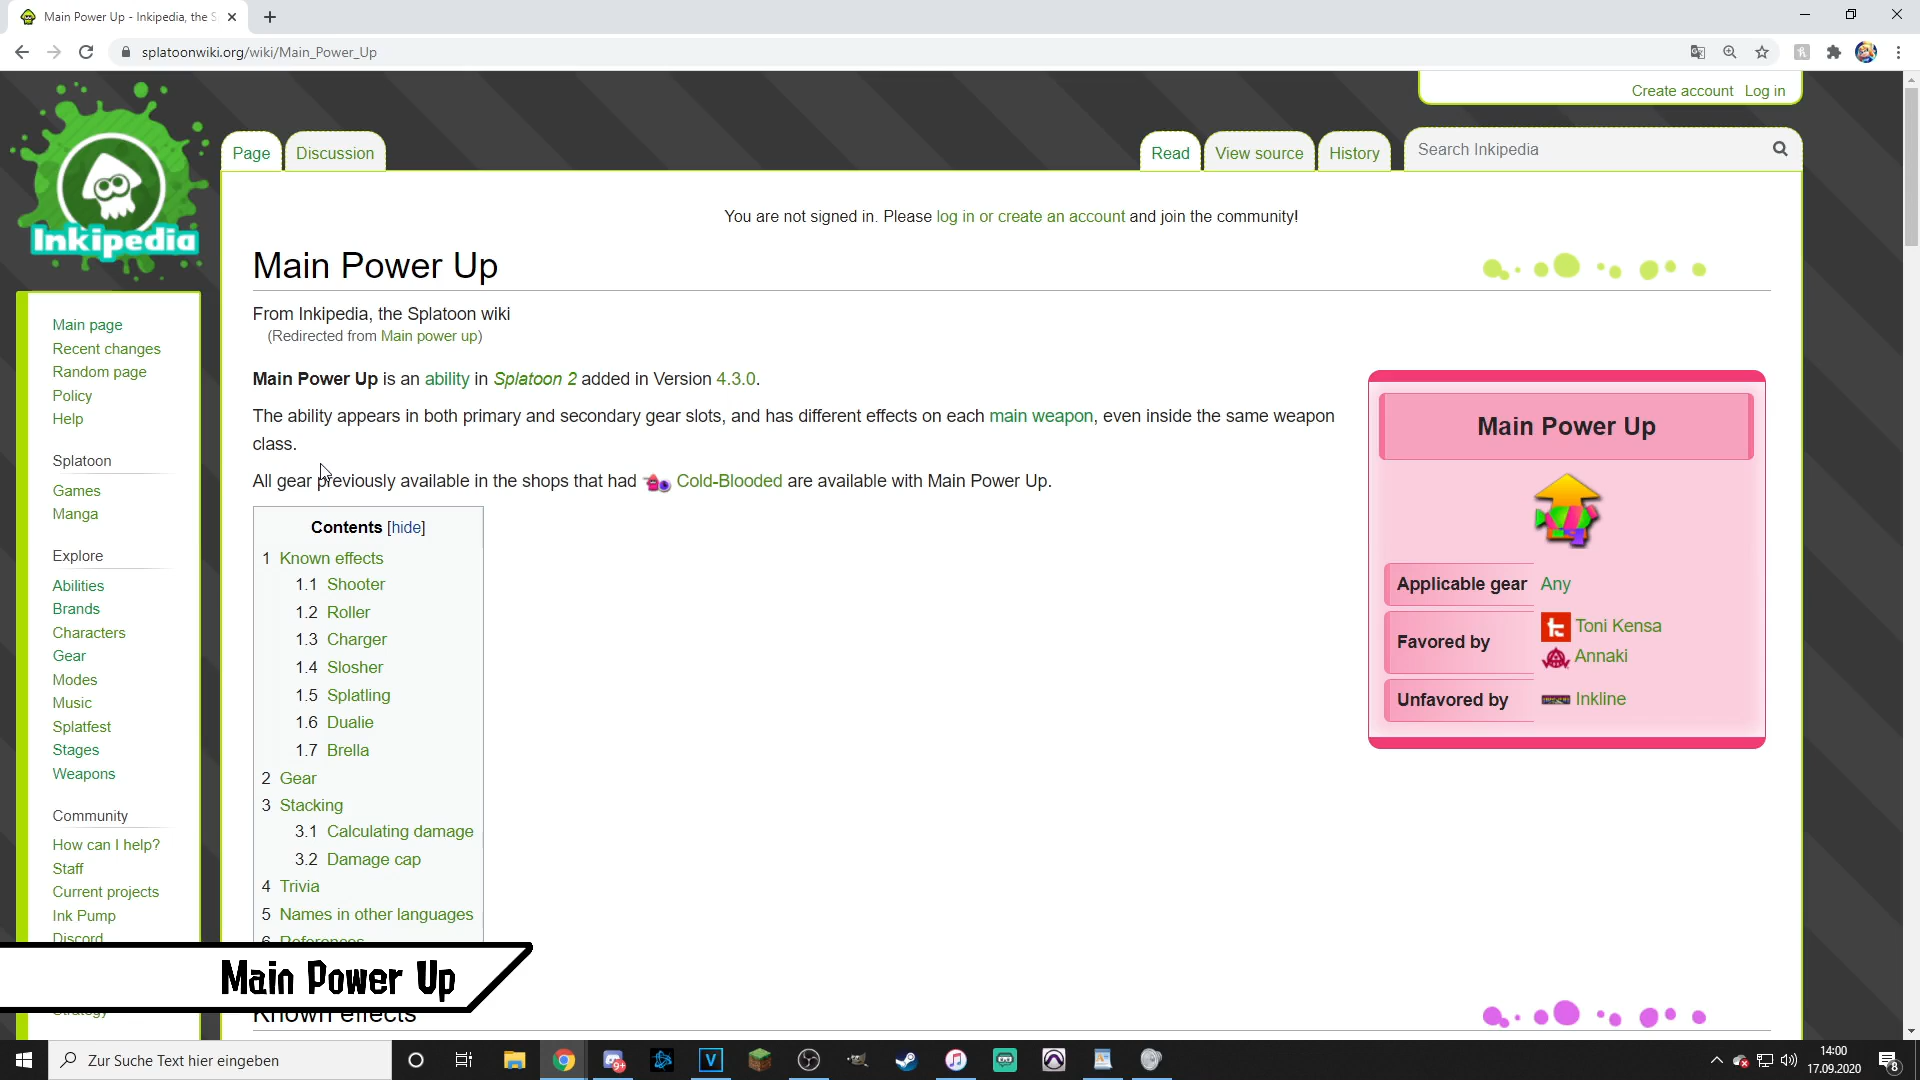 Main Power Up - Inkipedia, the S
splatoonwiki.org/wiki/Main_Power_Up
Create account Log in
Page Discussion Read View source History Search Inkipedia
Inkipedia
You are not signed in. Please log in or create an account and join the community!
Main Power Up
From Inkipedia, the Splatoon wiki
(Redirected from Main power up)
Main Power Up is an ability in Splatoon 2 added in Version 4.3.0.
The ability appears in both primary and secondary gear slots, and has different effects on each main weapon, even inside the same weapon
class.
All gear previously available in the shops that had Cold-Blooded are available with Main Power Up.
Main page
Recent changes
Random page
Policy
Help
Splatoon
Games
Manga
Explore
Abilities
Brands
Characters
Gear
Modes
Music
Splatfest
Stages
Weapons
Community
How can I help?
Staff
Current projects
Ink Pump
Discord
Strategy
Contents [hide]
1 Known effects
1.1 Shooter
1.2 Roller
1.3 Charger
1.4 Slosher
1.5 Splatling
1.6 Dualie
1.7 Brella
2 Gear
3 Stacking
3.1 Calculating damage
3.2 Damage cap
4 Trivia
5 Names in other languages
6 References
Main Power Up
Applicable gear Any
Favored by Toni Kensa
Annaki
Unfavored by Inkline
Main Power Up
Known effects
Zur Suche Text hier eingeben
9+
V
14:00
17.09.2020
8